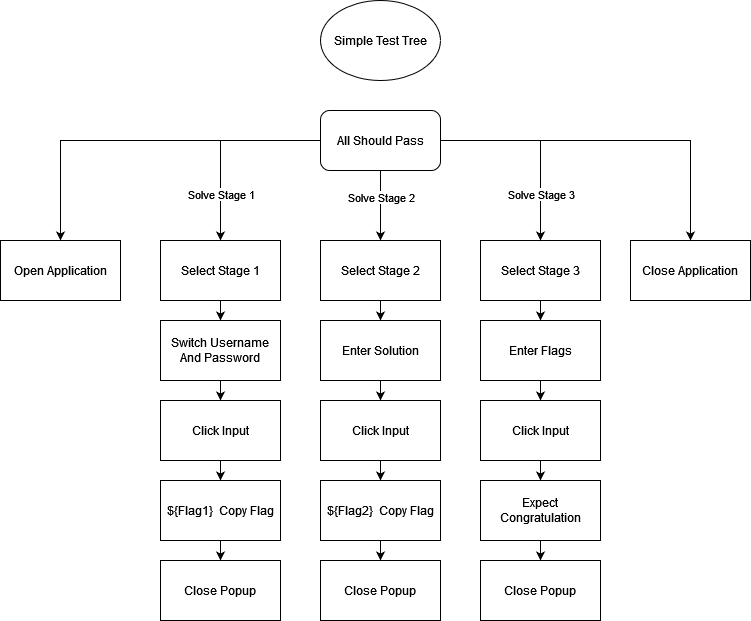 Simple Test Tree
All Should Pass
Solve Stage 1
Solve Stage 2
Solve Stage 3
Open Application
Select Stage 1
Select Stage 2
Select Stage 3
Close Application
Switch Username
And Password
Enter Solution
Enter Flags
Click Input
Click Input
Click Input
${Flag1}  Copy Flag
${Flag2}  Copy Flag
Expect
Congratulation
Close Popup
Close Popup
Close Popup